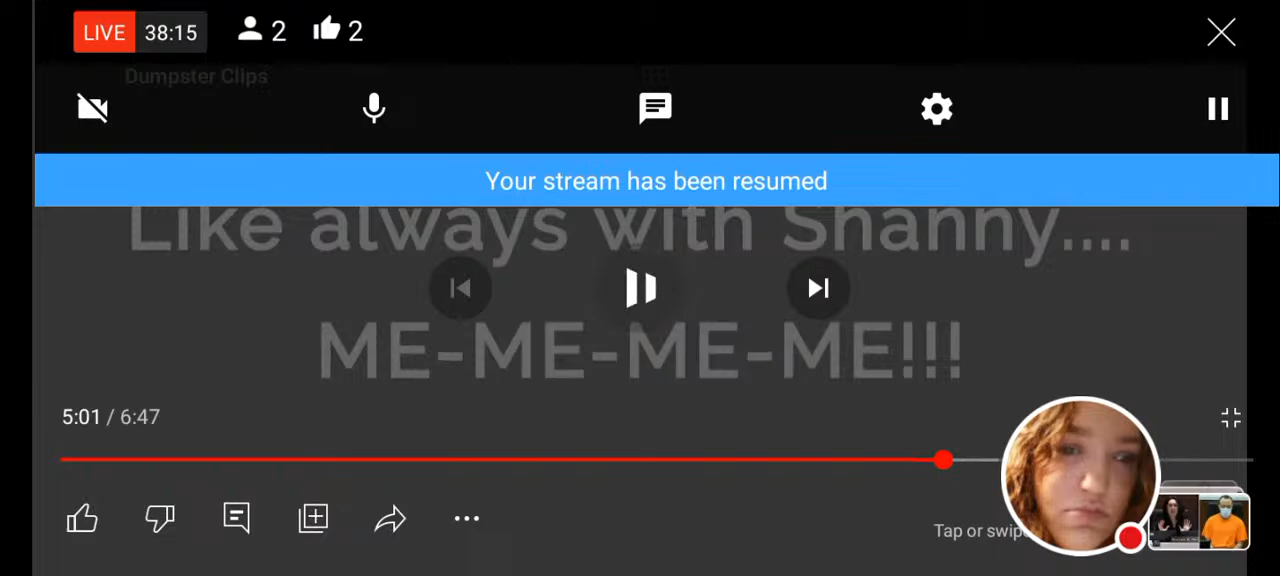 LIVE 38:15 2 2
Dumpster Clips
Your stream has been resumed
Like always with Shanny....
ME-ME-ME-ME!!!
5:01 / 6:47
Tap or swip